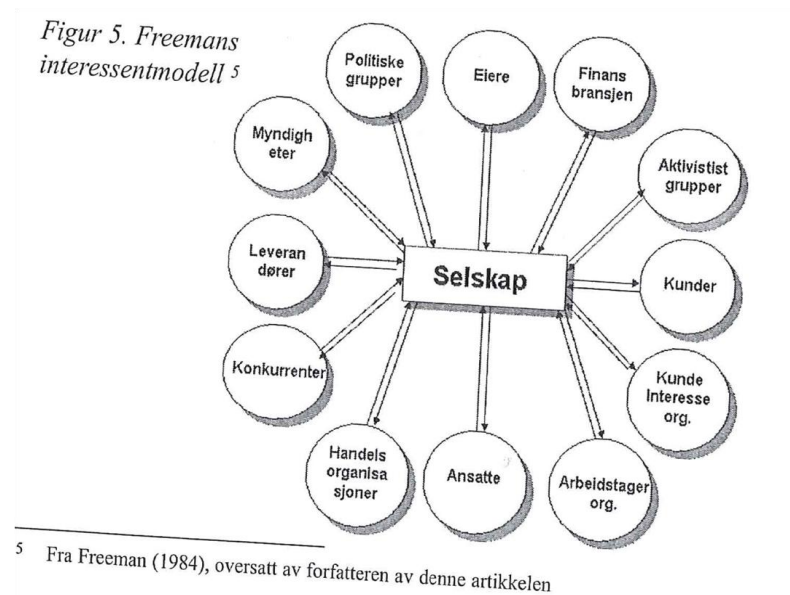 Figur 5. Freemans
interessentmodell 5
Politiske
grupper
Eiere
Finans
bransjen
Myndigh
eter
Aktivistist
grupper
Leveran
dører
Selskap
Kunder
Konkurrenter
Kunde
Interesse
org.
Handels
organisa
sjoner
Ansatte
Arbeidstager
org.
5 Fra Freeman (1984), oversatt av forfatteren av denne artikkelen